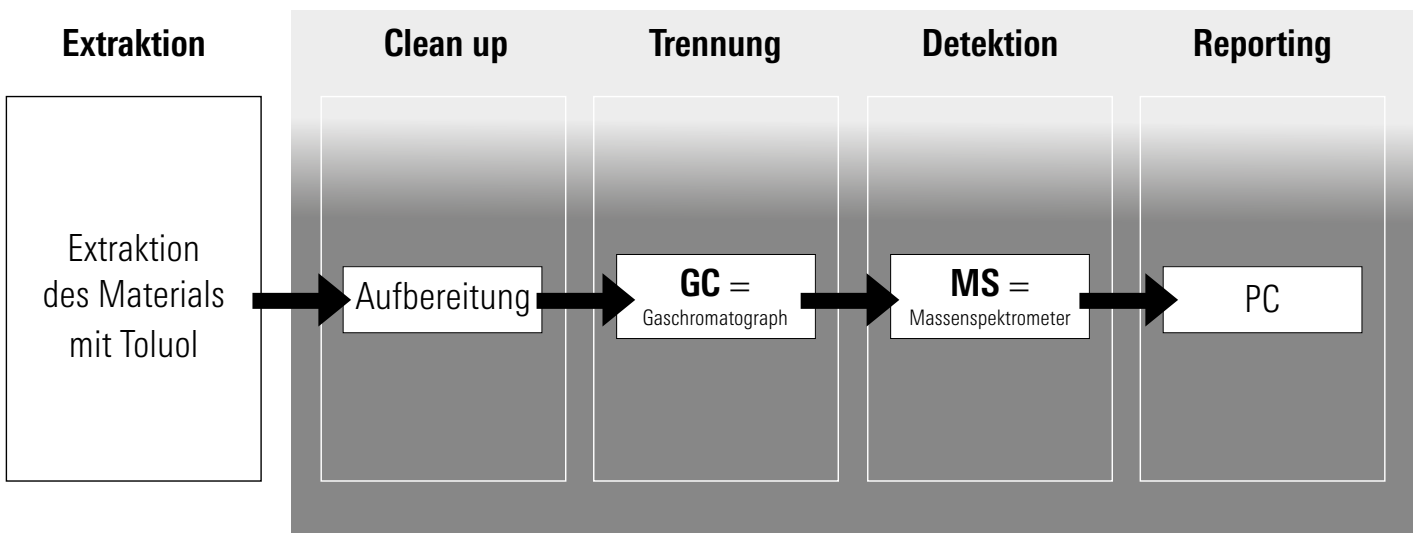 Extraktion
Clean up
Trennung
Detektion
Reporting
Extraktion
des Materials
mit Toluol
Aufbereitung
GC =
Gaschromatograph
MS =
Massenspektrometer
PC